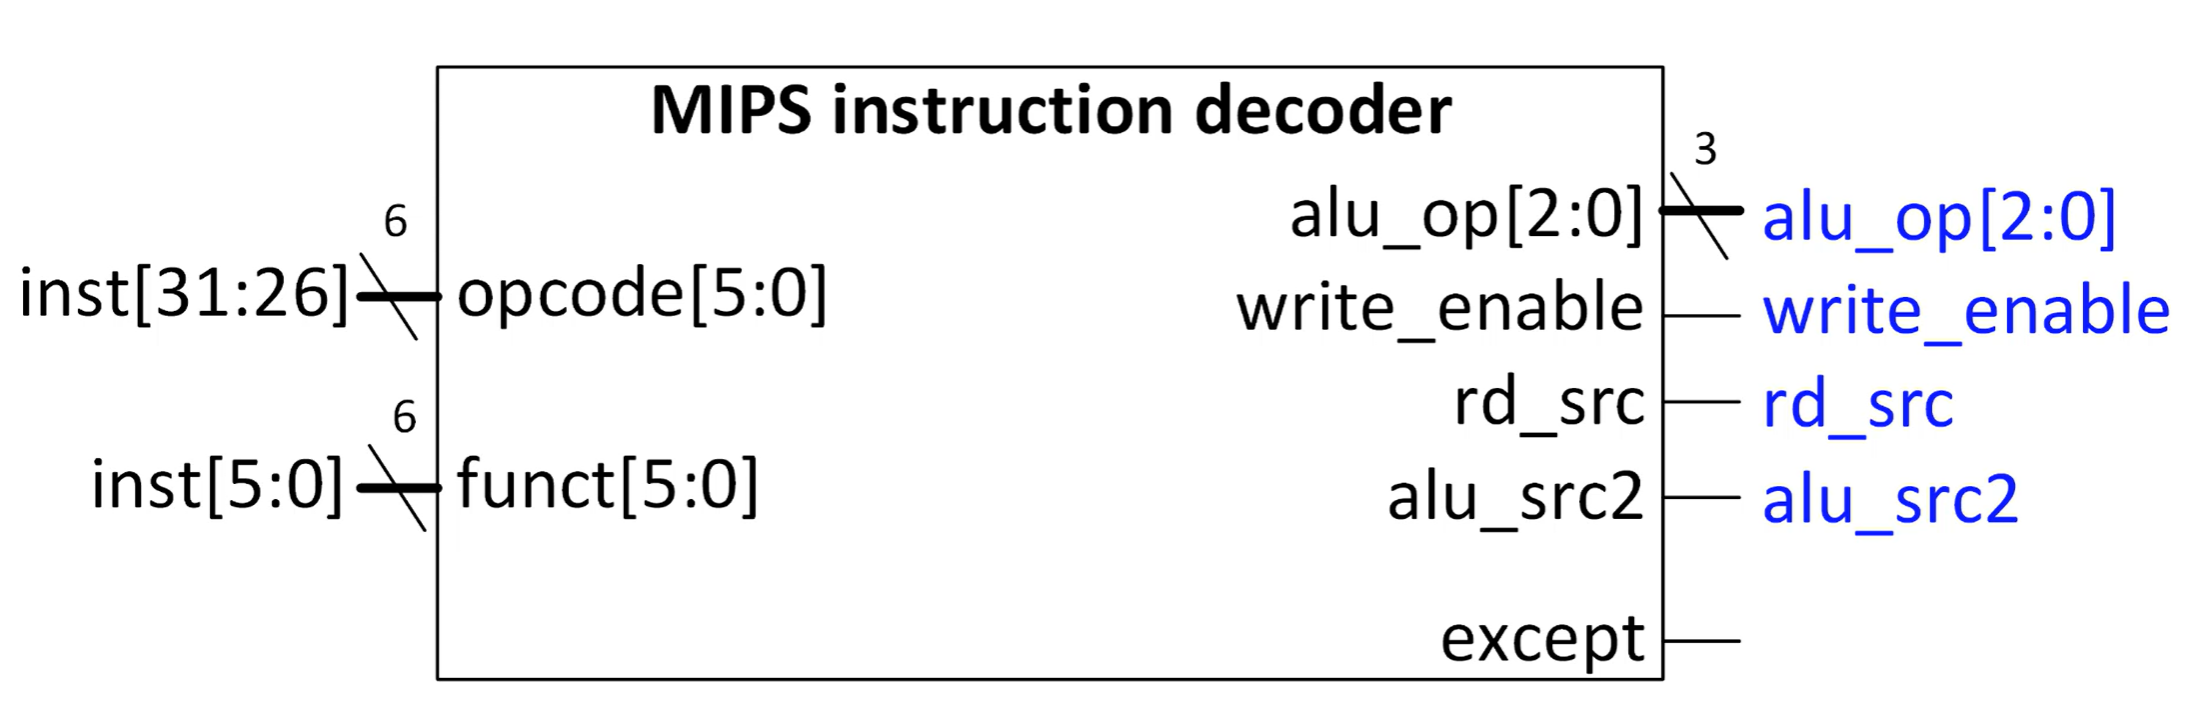 MIPS instruction decoder
3
alu_op[2:0] alu_op[2:0]
6
inst[31:26] opcode[5:0]
write_enable write_enable
rd_src rd_src
6
inst[5:0] funct[5:0]
alu_src2 alu_src2
except